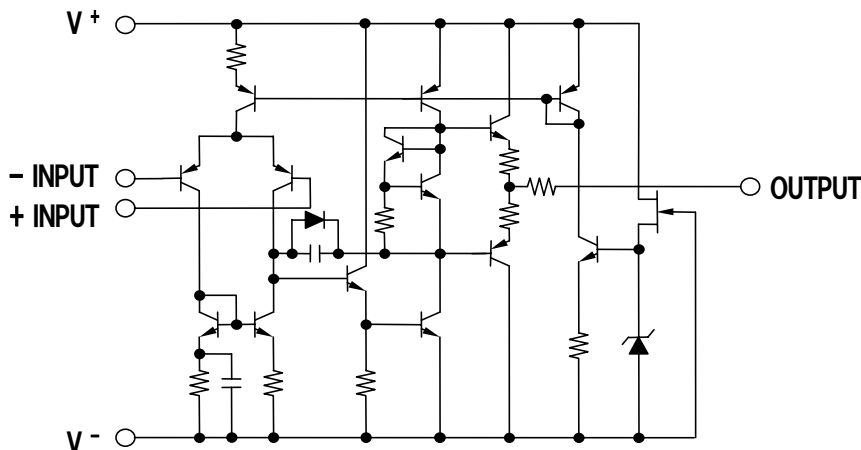 V+
− INPUT
+ INPUT
OUTPUT
V-